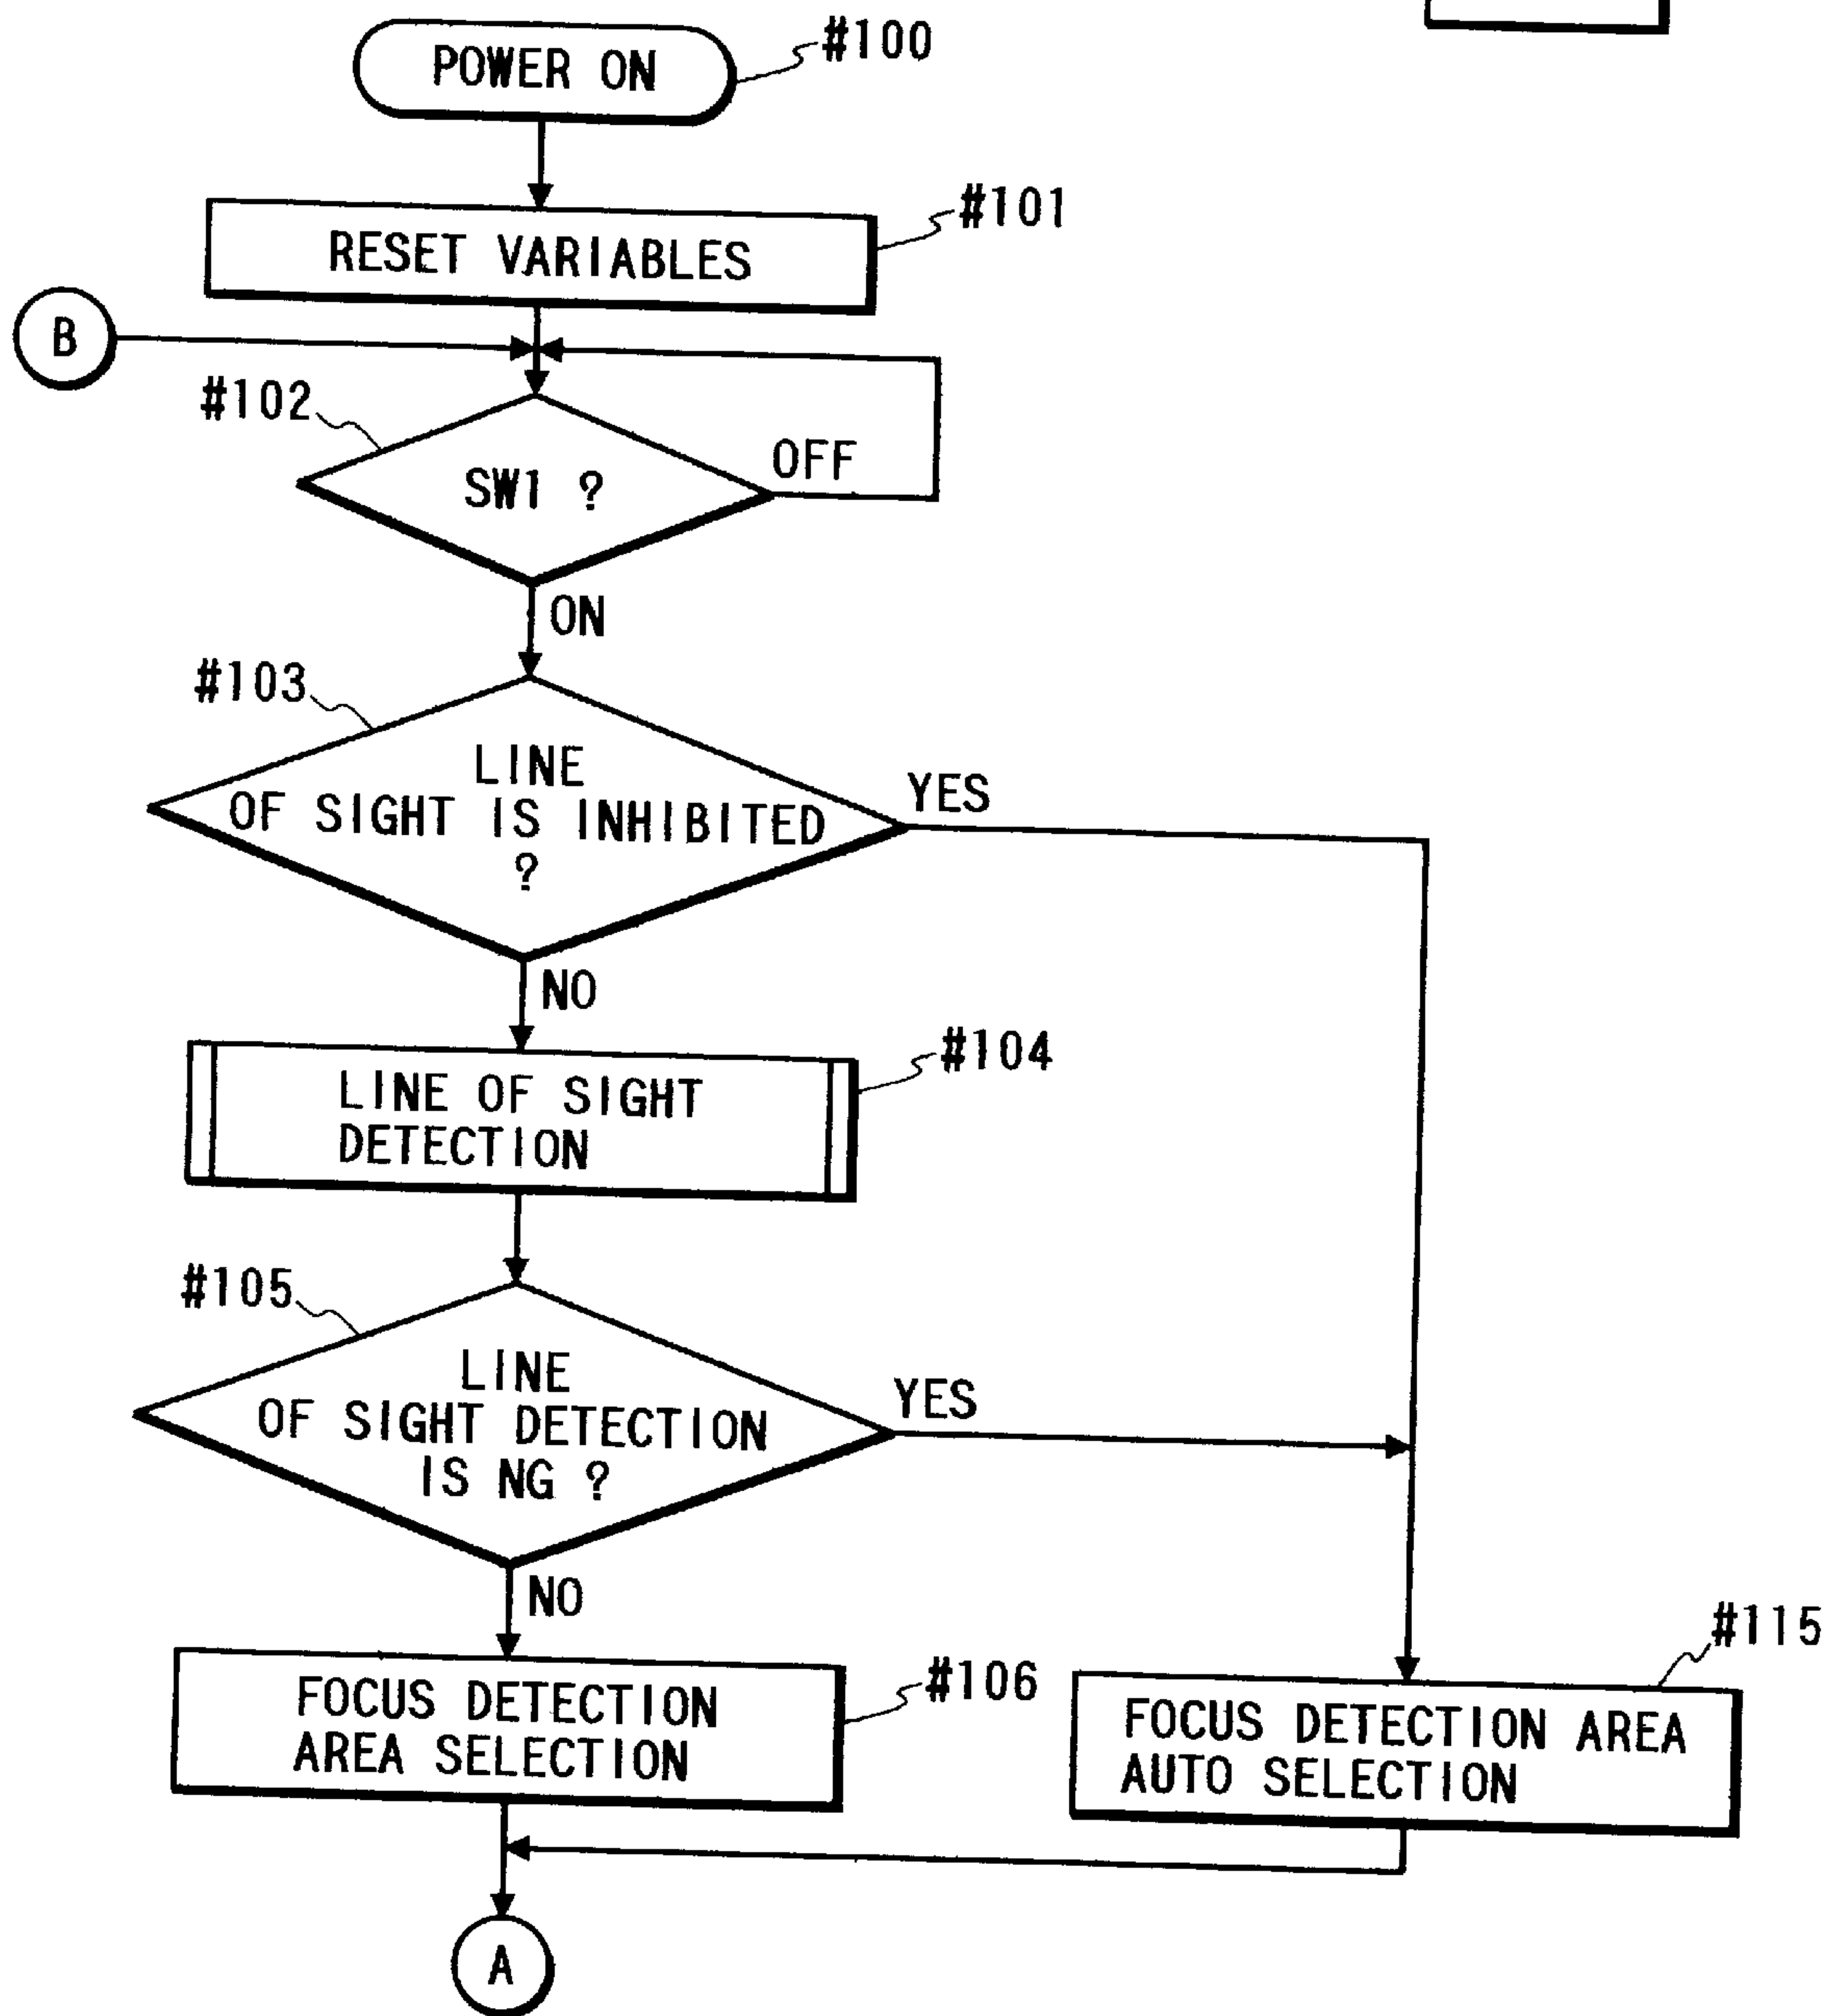 POWER ON
#100
RESET VARIABLES
#101
B
#102
SW1 ?
OFF
ON
#103
LINE
OF SIGHT IS INHIBITED
?
YES
NO
LINE OF SIGHT
DETECTION
#104
#105
LINE
OF SIGHT DETECTION
IS NG ?
YES
NO
FOCUS DETECTION
AREA SELECTION
#106
#115
FOCUS DETECTION AREA
AUTO SELECTION
A